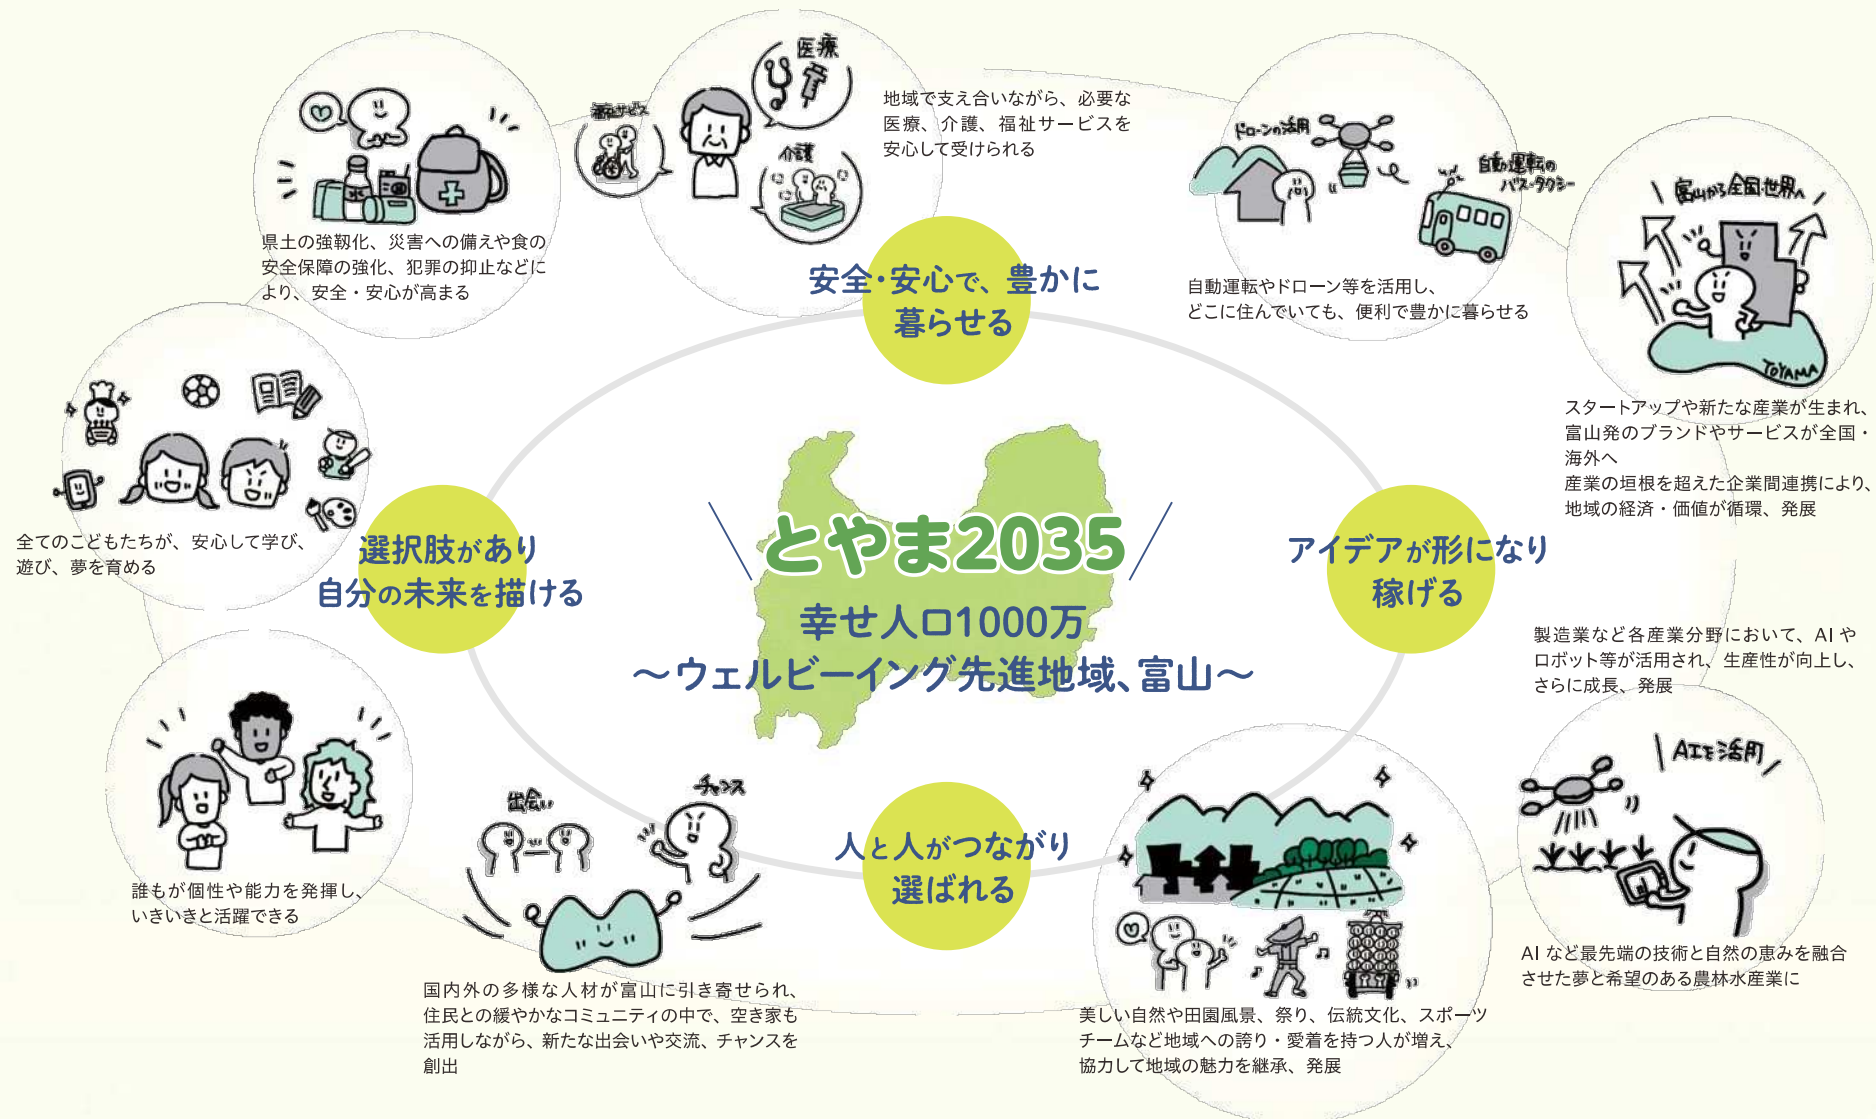 医療
福祉サービス
介護
地域で支え合いながら、必要な
医療、介護、福祉サービスを
安心して受けられる
ドローンの活用
自動運転の
バス・タクシー
富山から全国・世界へ
TOYAMA
県土の強靱化、災害への備えや食の
安全保障の強化、犯罪の抑止などに
より、安全・安心が高まる
安全・安心で、豊かに
暮らせる
自動運転やドローン等を活用し、
どこに住んでいても、便利で豊かに暮らせる
スタートアップや新たな産業が生まれ、
富山発のブランドやサービスが全国・
海外へ
産業の垣根を超えた企業間連携により、
地域の経済・価値が循環、発展
全てのこどもたちが、安心して学び、
遊び、夢を育める
選択肢があり
自分の未来を描ける
とやま2035
幸せ人口1000万
～ウェルビーイング先進地域、富山～
アイデアが形になり
稼げる
製造業など各産業分野において、AI や
ロボット等が活用され、生産性が向上し、
さらに成長、発展
AIを活用
誰もが個性や能力を発揮し、
いきいきと活躍できる
出会い
チャンス
人と人がつながり
選ばれる
AI など最先端の技術と自然の恵みを融合
させた夢と希望のある農林水産業に
国内外の多様な人材が富山に引き寄せられ、
住民との緩やかなコミュニティの中で、空き家も
活用しながら、新たな出会いや交流、チャンスを
創出
美しい自然や田園風景、祭り、伝統文化、スポーツ
チームなど地域への誇り・愛着を持つ人が増え、
協力して地域の魅力を継承、発展